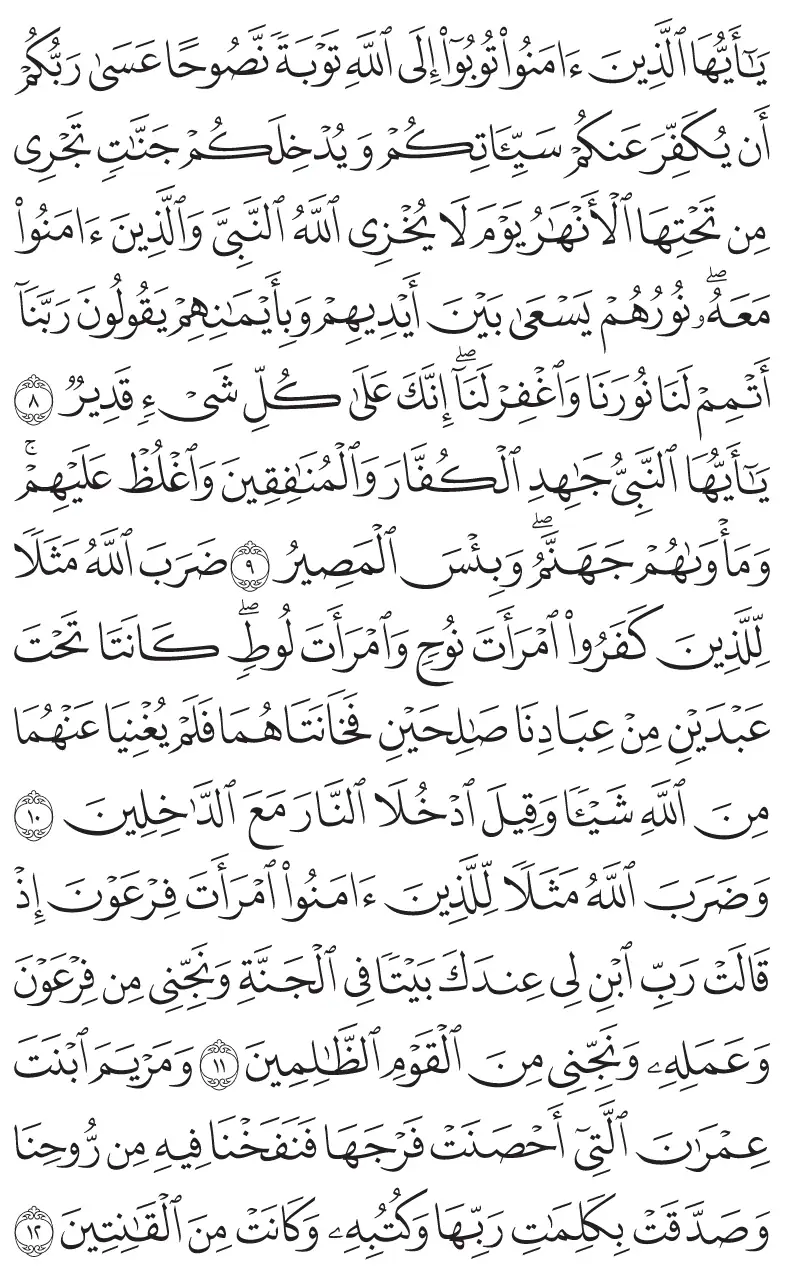 يَـٰٓأَيُّهَا ٱلَّذِينَ ءَامَنُوا۟ تُوبُوٓا۟ إِلَى ٱللَّهِ تَوْبَةً نَّصُوحًا عَسَىٰ رَبُّكُمْ
أَن يُكَفِّرَ عَنكُمْ سَيِّـَٔاتِكُمْ وَيُدْخِلَكُمْ جَنَّـٰتٍ تَجْرِى
مِن تَحْتِهَا ٱلْأَنْهَـٰرُ يَوْمَ لَا يُخْزِى ٱللَّهُ ٱلنَّبِىَّ وَٱلَّذِينَ ءَامَنُوا۟
مَعَهُۥ ۖ نُورُهُمْ يَسْعَىٰ بَيْنَ أَيْدِيهِمْ وَبِأَيْمَـٰنِهِمْ يَقُولُونَ رَبَّنَآ
أَتْمِمْ لَنَا نُورَنَا وَٱغْفِرْ لَنَآ ۖ إِنَّكَ عَلَىٰ كُلِّ شَىْءٍ قَدِيرٌ ٨
يَـٰٓأَيُّهَا ٱلنَّبِىُّ جَـٰهِدِ ٱلْكُفَّارَ وَٱلْمُنَـٰفِقِينَ وَٱغْلُظْ عَلَيْهِمْ ۚ
وَمَأْوَىٰهُمْ جَهَنَّمُ ۖ وَبِئْسَ ٱلْمَصِيرُ ٩ ضَرَبَ ٱللَّهُ مَثَلًا
لِّلَّذِينَ كَفَرُوا۟ ٱمْرَأَتَ نُوحٍ وَٱمْرَأَتَ لُوطٍ ۖ كَانَتَا تَحْتَ
عَبْدَيْنِ مِنْ عِبَادِنَا صَـٰلِحَيْنِ فَخَانَتَاهُمَا فَلَمْ يُغْنِيَا عَنْهُمَا
مِنَ ٱللَّهِ شَيْـًٔا وَقِيلَ ٱدْخُلَا ٱلنَّارَ مَعَ ٱلدَّٰخِلِينَ ١٠
وَضَرَبَ ٱللَّهُ مَثَلًا لِّلَّذِينَ ءَامَنُوا۟ ٱمْرَأَتَ فِرْعَوْنَ إِذْ
قَالَتْ رَبِّ ٱبْنِ لِى عِندَكَ بَيْتًا فِى ٱلْجَنَّةِ وَنَجِّنِى مِن فِرْعَوْنَ
وَعَمَلِهِۦ وَنَجِّنِى مِنَ ٱلْقَوْمِ ٱلظَّـٰلِمِينَ ١١ وَمَرْيَمَ ٱبْنَتَ
عِمْرَٰنَ ٱلَّتِىٓ أَحْصَنَتْ فَرْجَهَا فَنَفَخْنَا فِيهِ مِن رُّوحِنَا
وَصَدَّقَتْ بِكَلِمَـٰتِ رَبِّهَا وَكُتُبِهِۦ وَكَانَتْ مِنَ ٱلْقَـٰنِتِينَ ١٢